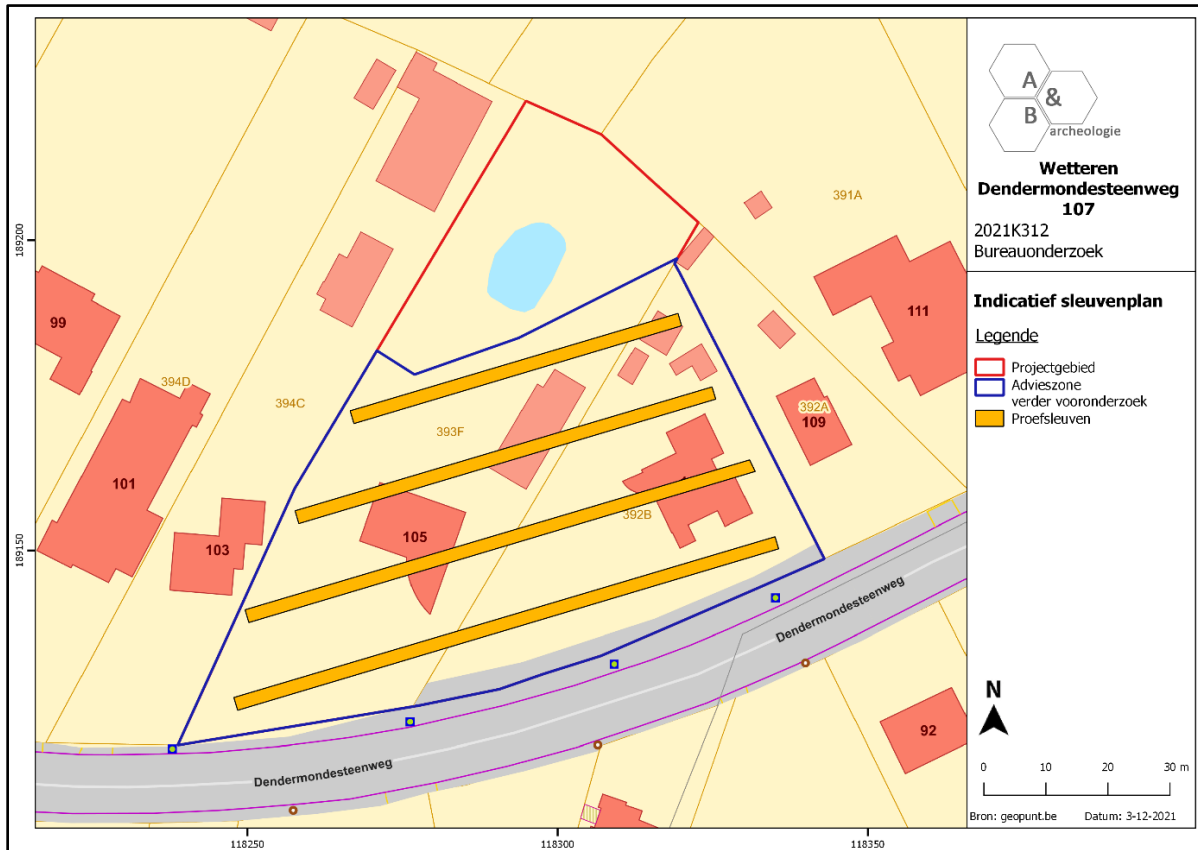 99
101
103
105
109
111
92
394D
394C
393F
392B
392A
391A
Dendermondesteenweg
Dendermondesteenweg
189200
189150
118250
118300
118350
A
&
B
archeologie
Wetteren
Dendermondesteenweg
107
2021K312
Bureauonderzoek
Indicatief sleuvenplan
Legende
Projectgebied
Advieszone
verder vooronderzoek
Proefsleuven
N
0 10 20 30 m
Bron: geopunt.be Datum: 3-12-2021